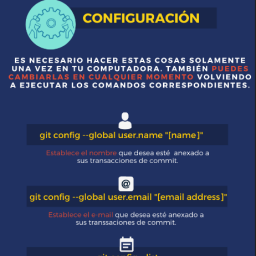 CONFIGURACIÓN
ES NECESARIO HACER ESTAS COSAS SOLAMENTE
UNA VEZ EN TU COMPUTADORA. TAMBIÉN PUEDES
CAMBIARLAS EN CUALQUIER MOMENTO VOLVIENDO
A EJECUTAR LOS COMANDOS CORRESPONDIENTES.
git config --global user.name "[name]"
Establece el nombre que desea esté anexado a
sus transacciones de commit.
@
git config --global user.email "[email address]"
Establece el e-mail que desea esté anexado a
sus transsaciones de commit.